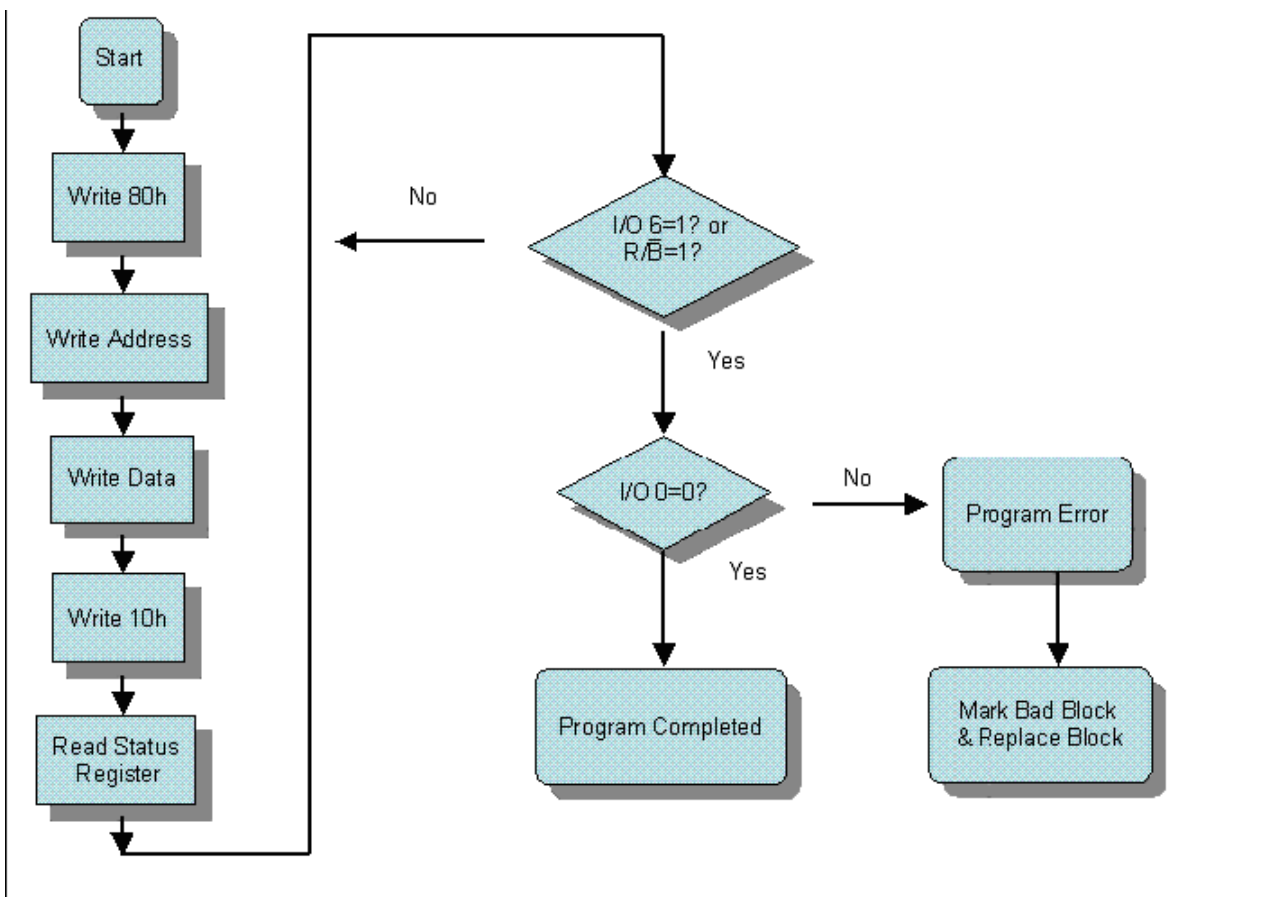 Start
Write 80h
Write Address
Write Data
Write 10h
Read Status
Register
No
I/O 6=1? or
R/B̅=1?
Yes
I/O 0=0?
No
Program Error
Yes
Program Completed
Mark Bad Block
& Replace Block